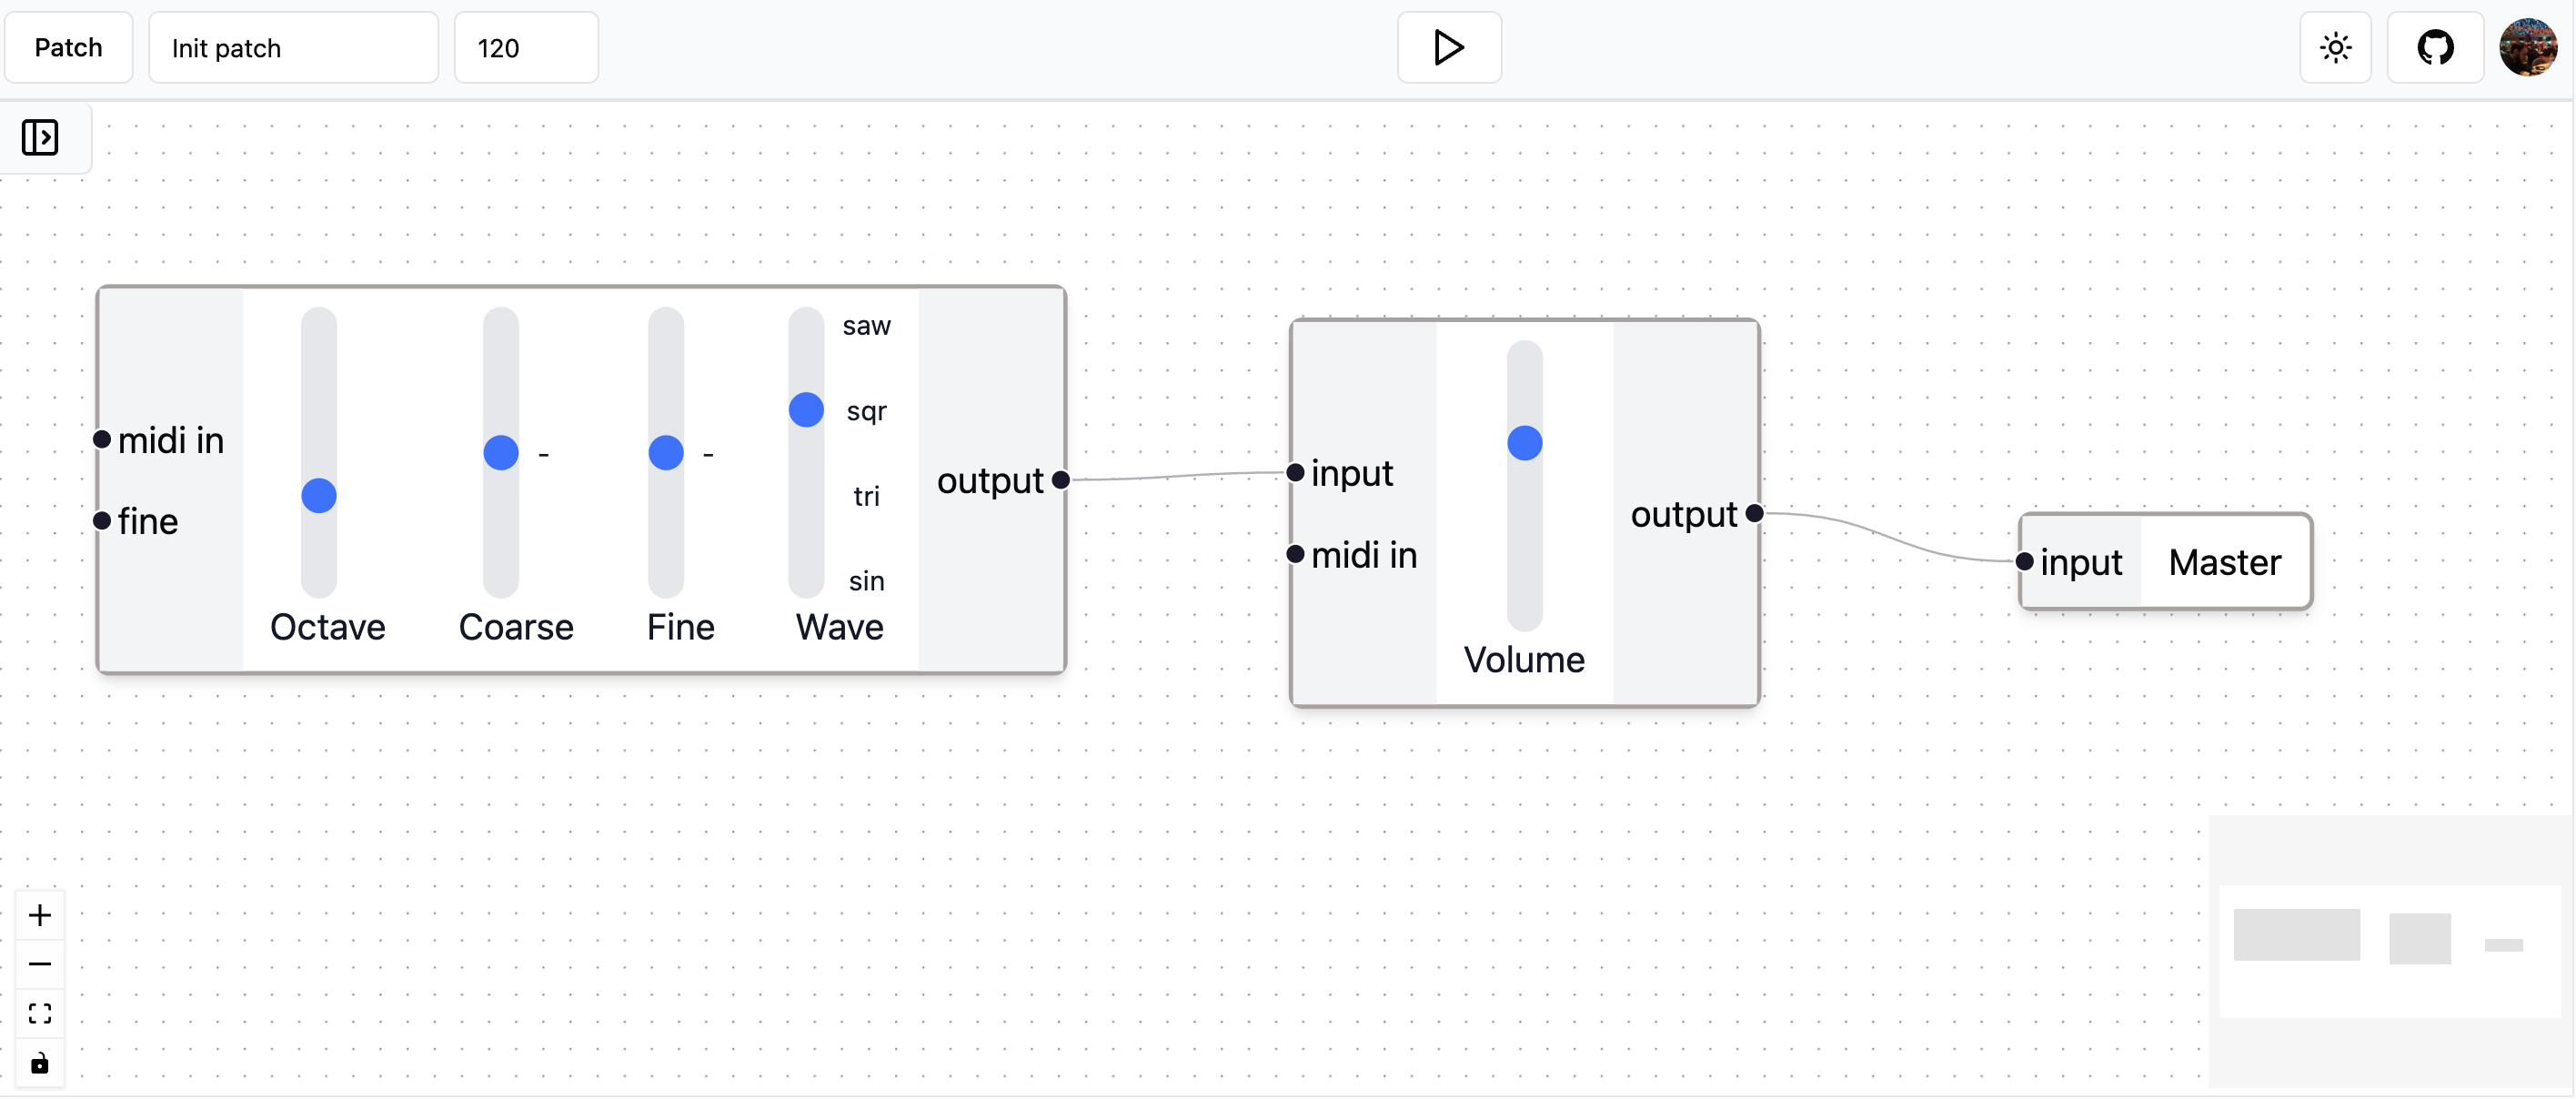 Patch
Init patch
120
midi in
fine
Octave
-
Coarse
-
Fine
saw
sqr
tri
sin
Wave
output
input
midi in
Volume
output
input
Master